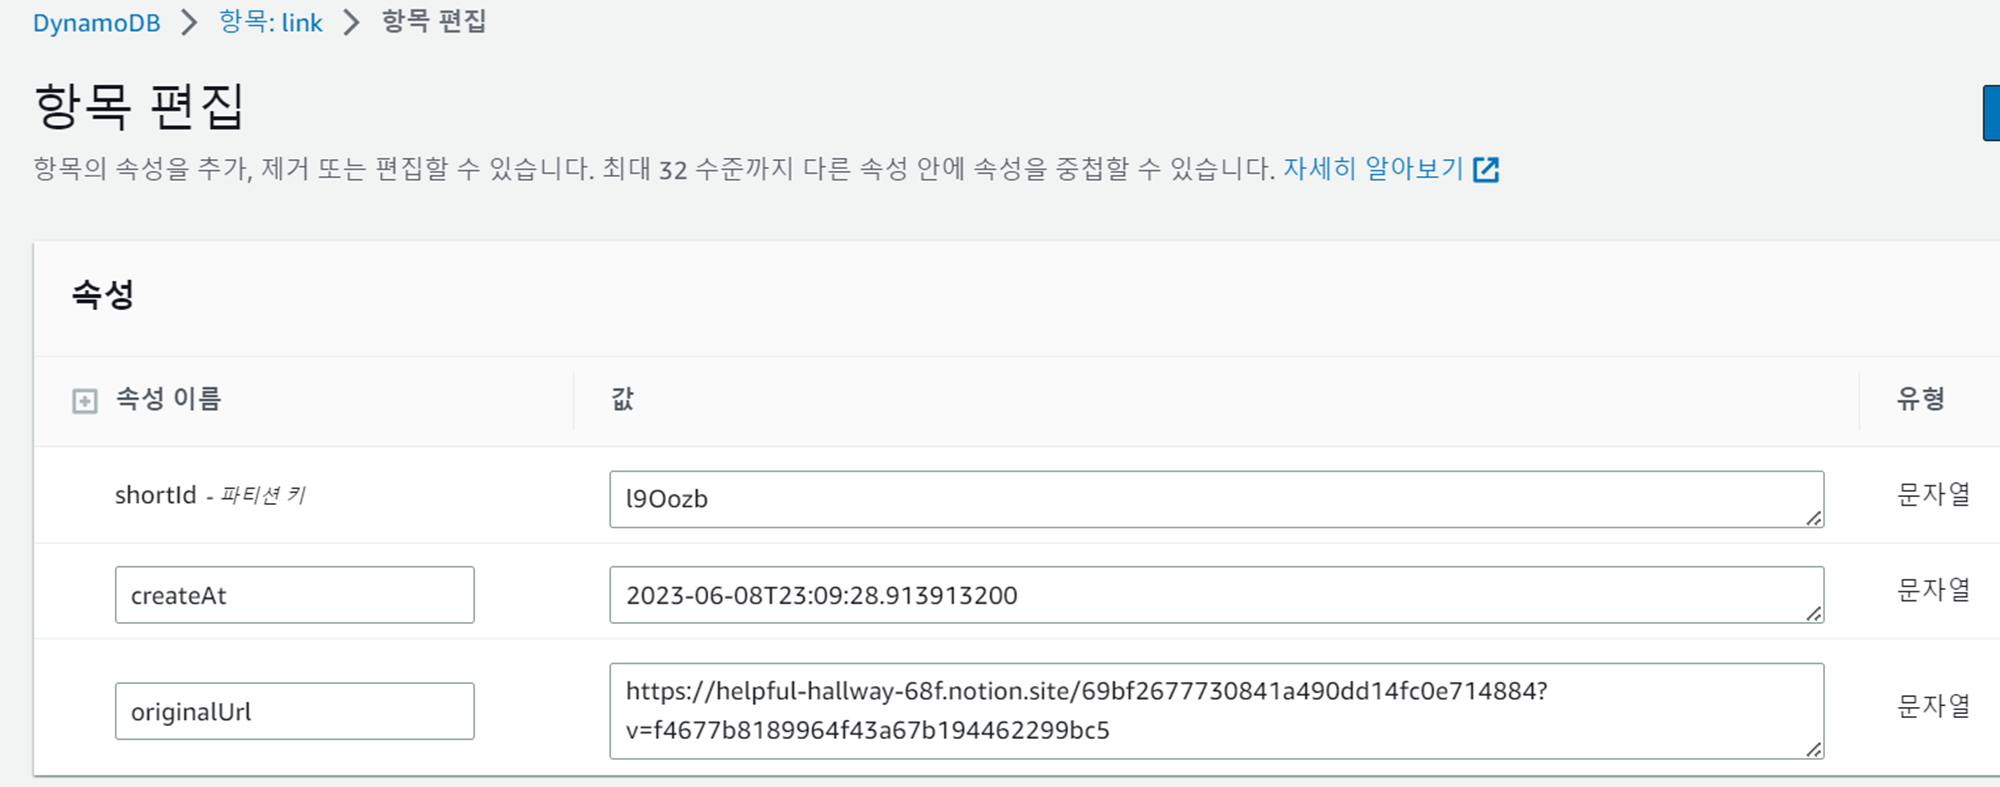 DynamoDB > 항목: link > 항목 편집
항목 편집
항목의 속성을 추가, 제거 또는 편집할 수 있습니다. 최대 32 수준까지 다른 속성 안에 속성을 중첩할 수 있습니다. 자세히 알아보기
속성
속성 이름 값 유형
shortId - 파티션 키 l9Oozb 문자열
createAt 2023-06-08T23:09:28.913913200 문자열
originalUrl https://helpful-hallway-68f.notion.site/69bf2677730841a490dd14fc0e714884? 문자열
v=f4677b8189964f43a67b194462299bc5